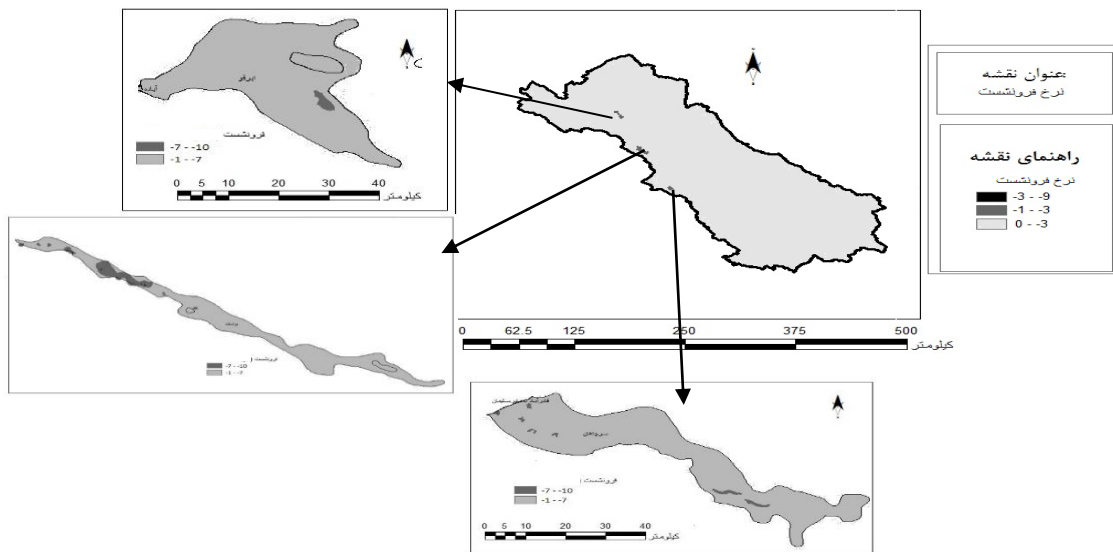 عنوان نقشه
نرخ فرونشست
راهنمای نقشه
نرخ فرونشست
-3 - -9
-1 - -3
0 - -3
ابرقو
فرونشست
-7 - -10
-1 - -7
0 5 10 20 30 40
کیلومتر
0 62.5 125 250 375 500
کیلومتر
فرونشست
-7 - -10
-1 - -7
فرونشست
-7 - -10
-1 - -7
0 5 10 20 30 40
کیلومتر